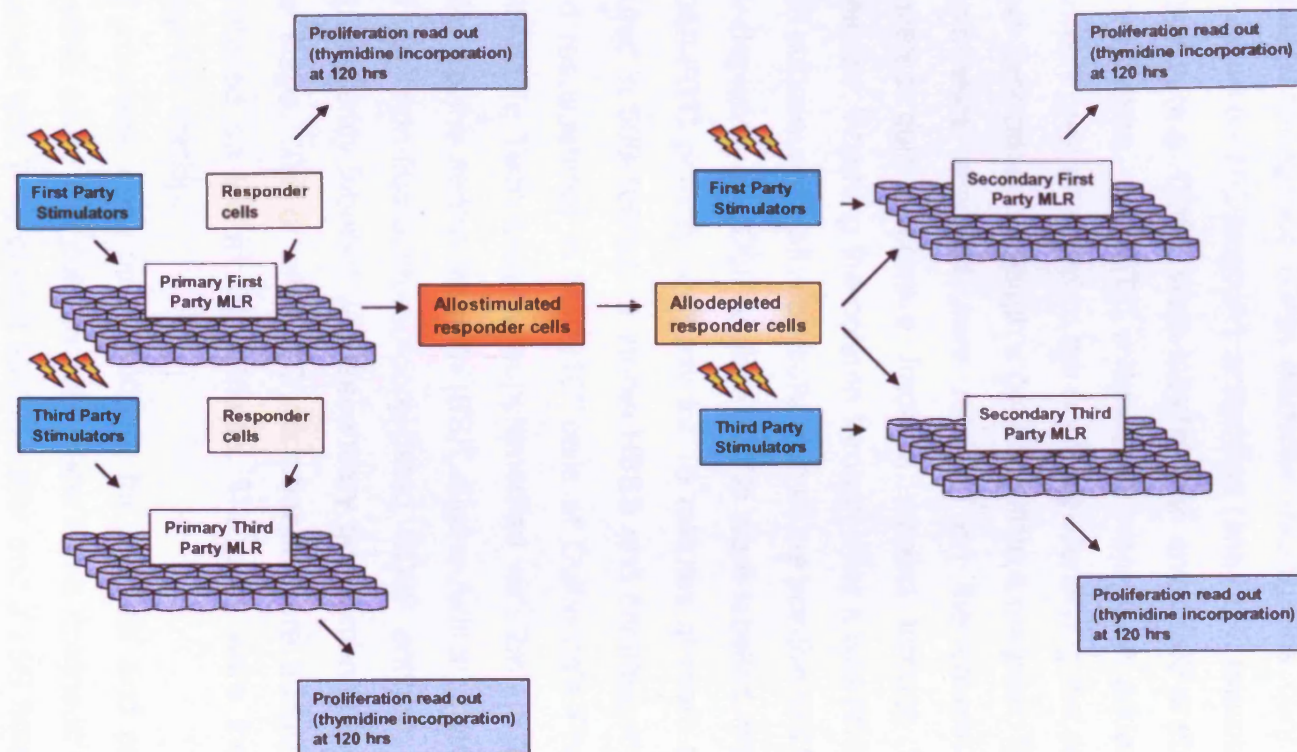 Proliferation read out
(thymidine incorporation)
at 120 hrs
First Party
Stimulators
Responder
cells
Primary First
Party MLR
Third Party
Stimulators
Responder
cells
Primary Third
Party MLR
Proliferation read out
(thymidine incorporation)
at 120 hrs
Allostimulated
responder cells
Allodepleted
responder cells
Proliferation read out
(thymidine incorporation)
at 120 hrs
First Party
Stimulators
Secondary First
Party MLR
Third Party
Stimulators
Secondary Third
Party MLR
Proliferation read out
(thymidine incorporation)
at 120 hrs